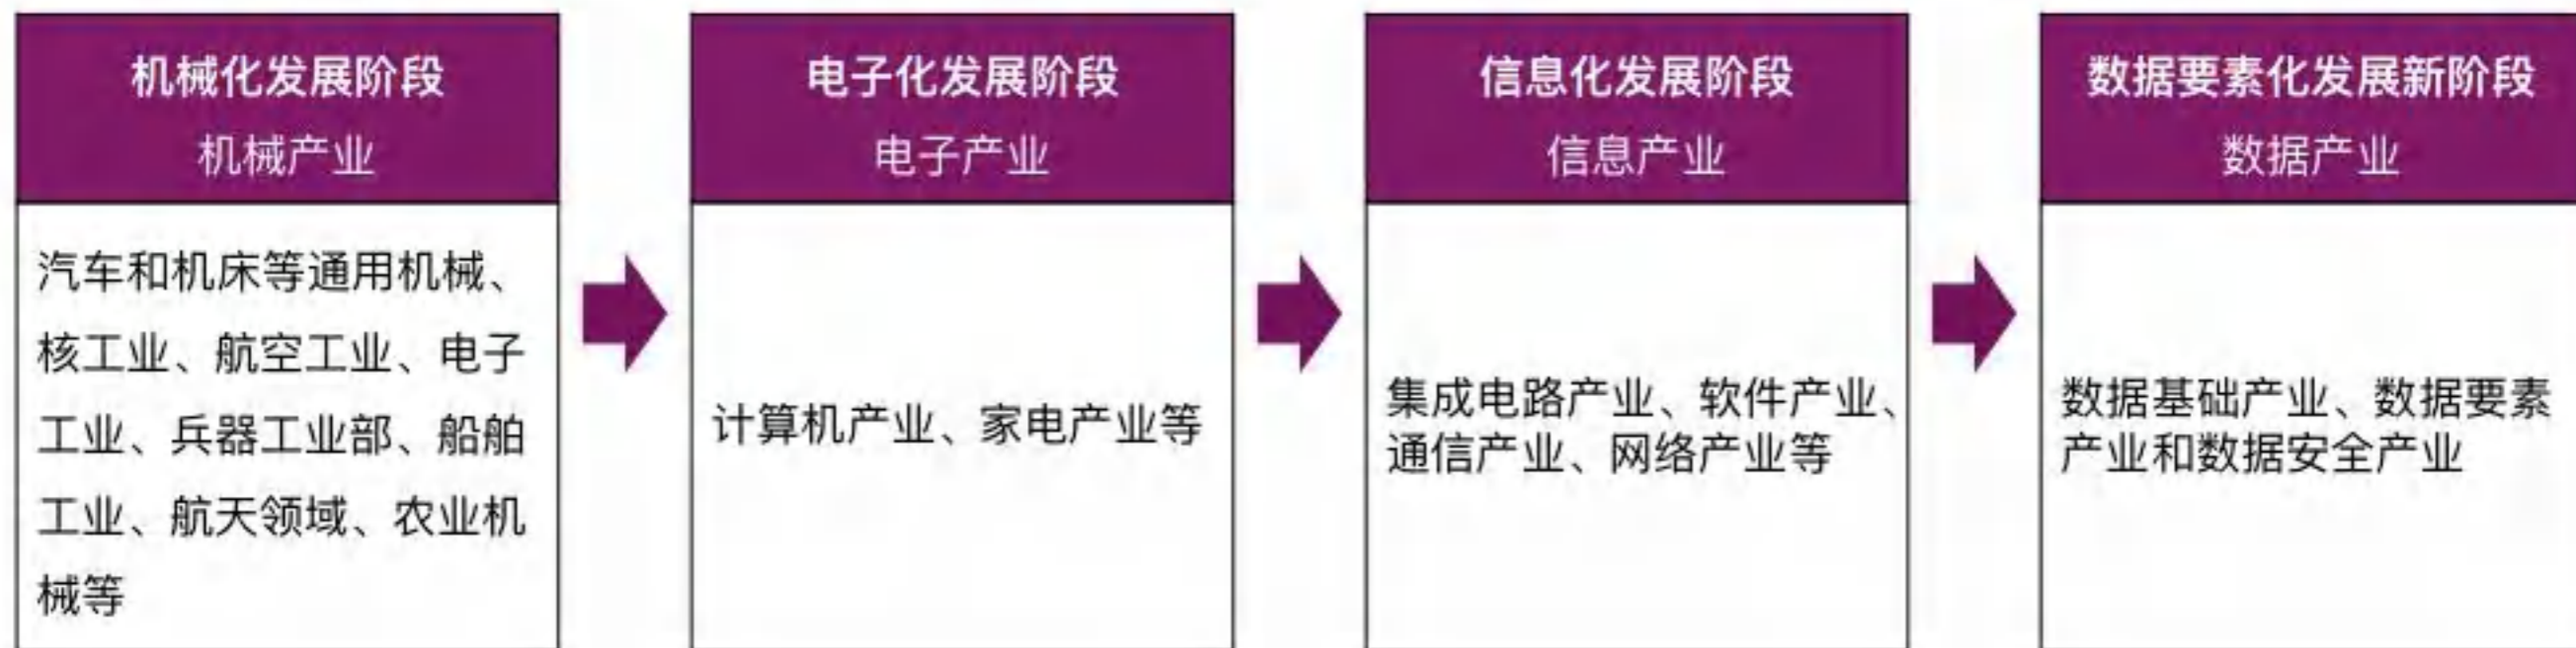 机械化发展阶段
机械产业
汽车和机床等通用机械、
核工业、航空工业、电子
工业、兵器工业部、船舶
工业、航天领域、农业机
械等
电子化发展阶段
电子产业
计算机产业、家电产业等
信息化发展阶段
信息产业
集成电路产业、软件产业、
通信产业、网络产业等
数据要素化发展新阶段
数据产业
数据基础产业、数据要素
产业和数据安全产业